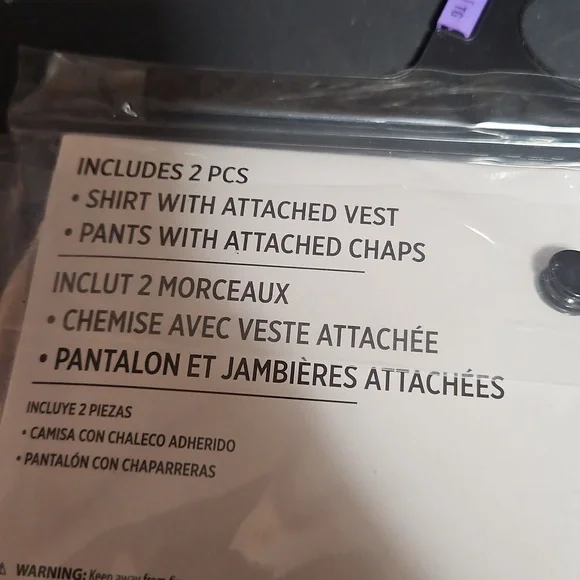 TG
INCLUDES 2 PCS
• SHIRT WITH ATTACHED VEST
• PANTS WITH ATTACHED CHAPS
INCLUT 2 MORCEAUX
• CHEMISE AVEC VESTE ATTACHÉE
• PANTALON ET JAMBIÈRES ATTACHÉES
INCLUYE 2 PIEZAS
• CAMISA CON CHALECO ADHERIDO
• PANTALÓN CON CHAPARRERAS
WARNING: Keep away from